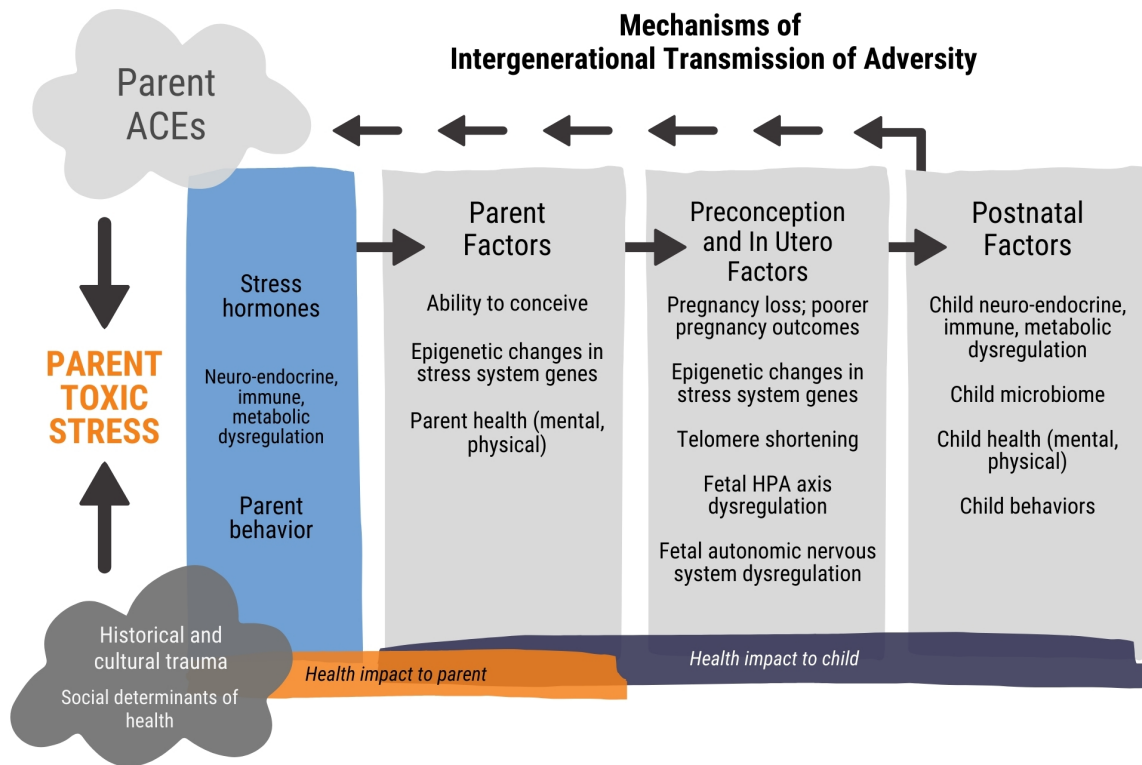 Mechanisms of
Intergenerational Transmission of Adversity
Parent
ACEs
PARENT
TOXIC
STRESS
Historical and
cultural trauma
Social determinants of
health
Stress
hormones
Neuro-endocrine,
immune,
metabolic
dysregulation
Parent
behavior
Parent
Factors
Ability to conceive
Epigenetic changes in
stress system genes
Parent health (mental,
physical)
Preconception
and In Utero
Factors
Pregnancy loss; poorer
pregnancy outcomes
Epigenetic changes in
stress system genes
Telomere shortening
Fetal HPA axis
dysregulation
Fetal autonomic nervous
system dysregulation
Postnatal
Factors
Child neuro-endocrine,
immune, metabolic
dysregulation
Child microbiome
Child health (mental,
physical)
Child behaviors
Health impact to parent
Health impact to child